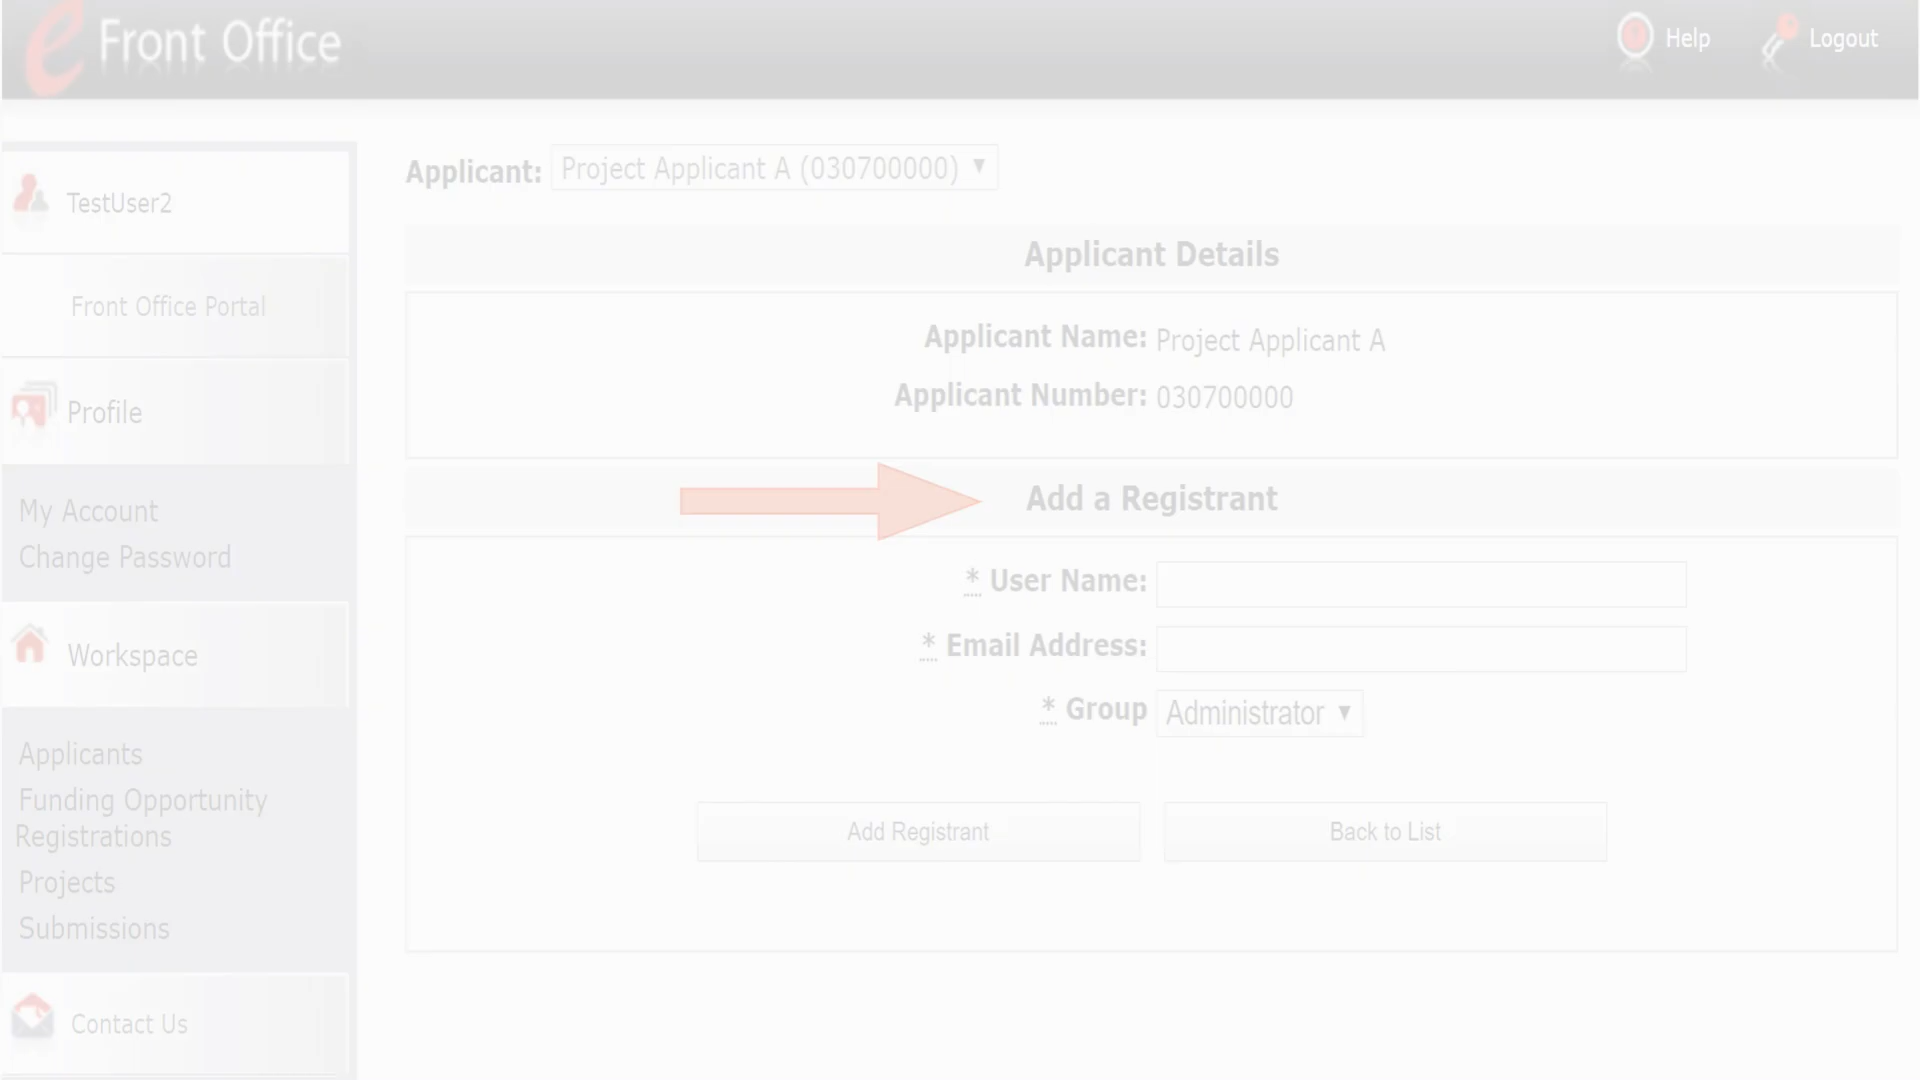 e Front Office
Help
Logout
TestUser2
Front Office Portal
Profile
My Account
Change Password
Workspace
Applicants
Funding Opportunity
Registrations
Projects
Submissions
Contact Us
Applicant: Project Applicant A (030700000)
Applicant Details
Applicant Name: Project Applicant A
Applicant Number: 030700000
Add a Registrant
* User Name:
* Email Address:
* Group Administrator
Add Registrant
Back to List